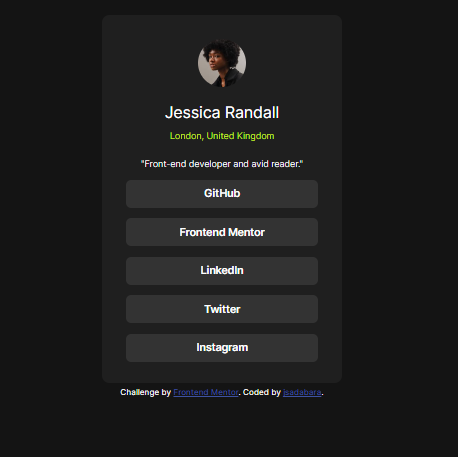 Jessica Randall
London, United Kingdom
"Front-end developer and avid reader."
GitHub
Frontend Mentor
LinkedIn
Twitter
Instagram
Challenge by Frontend Mentor. Coded by isadabara.